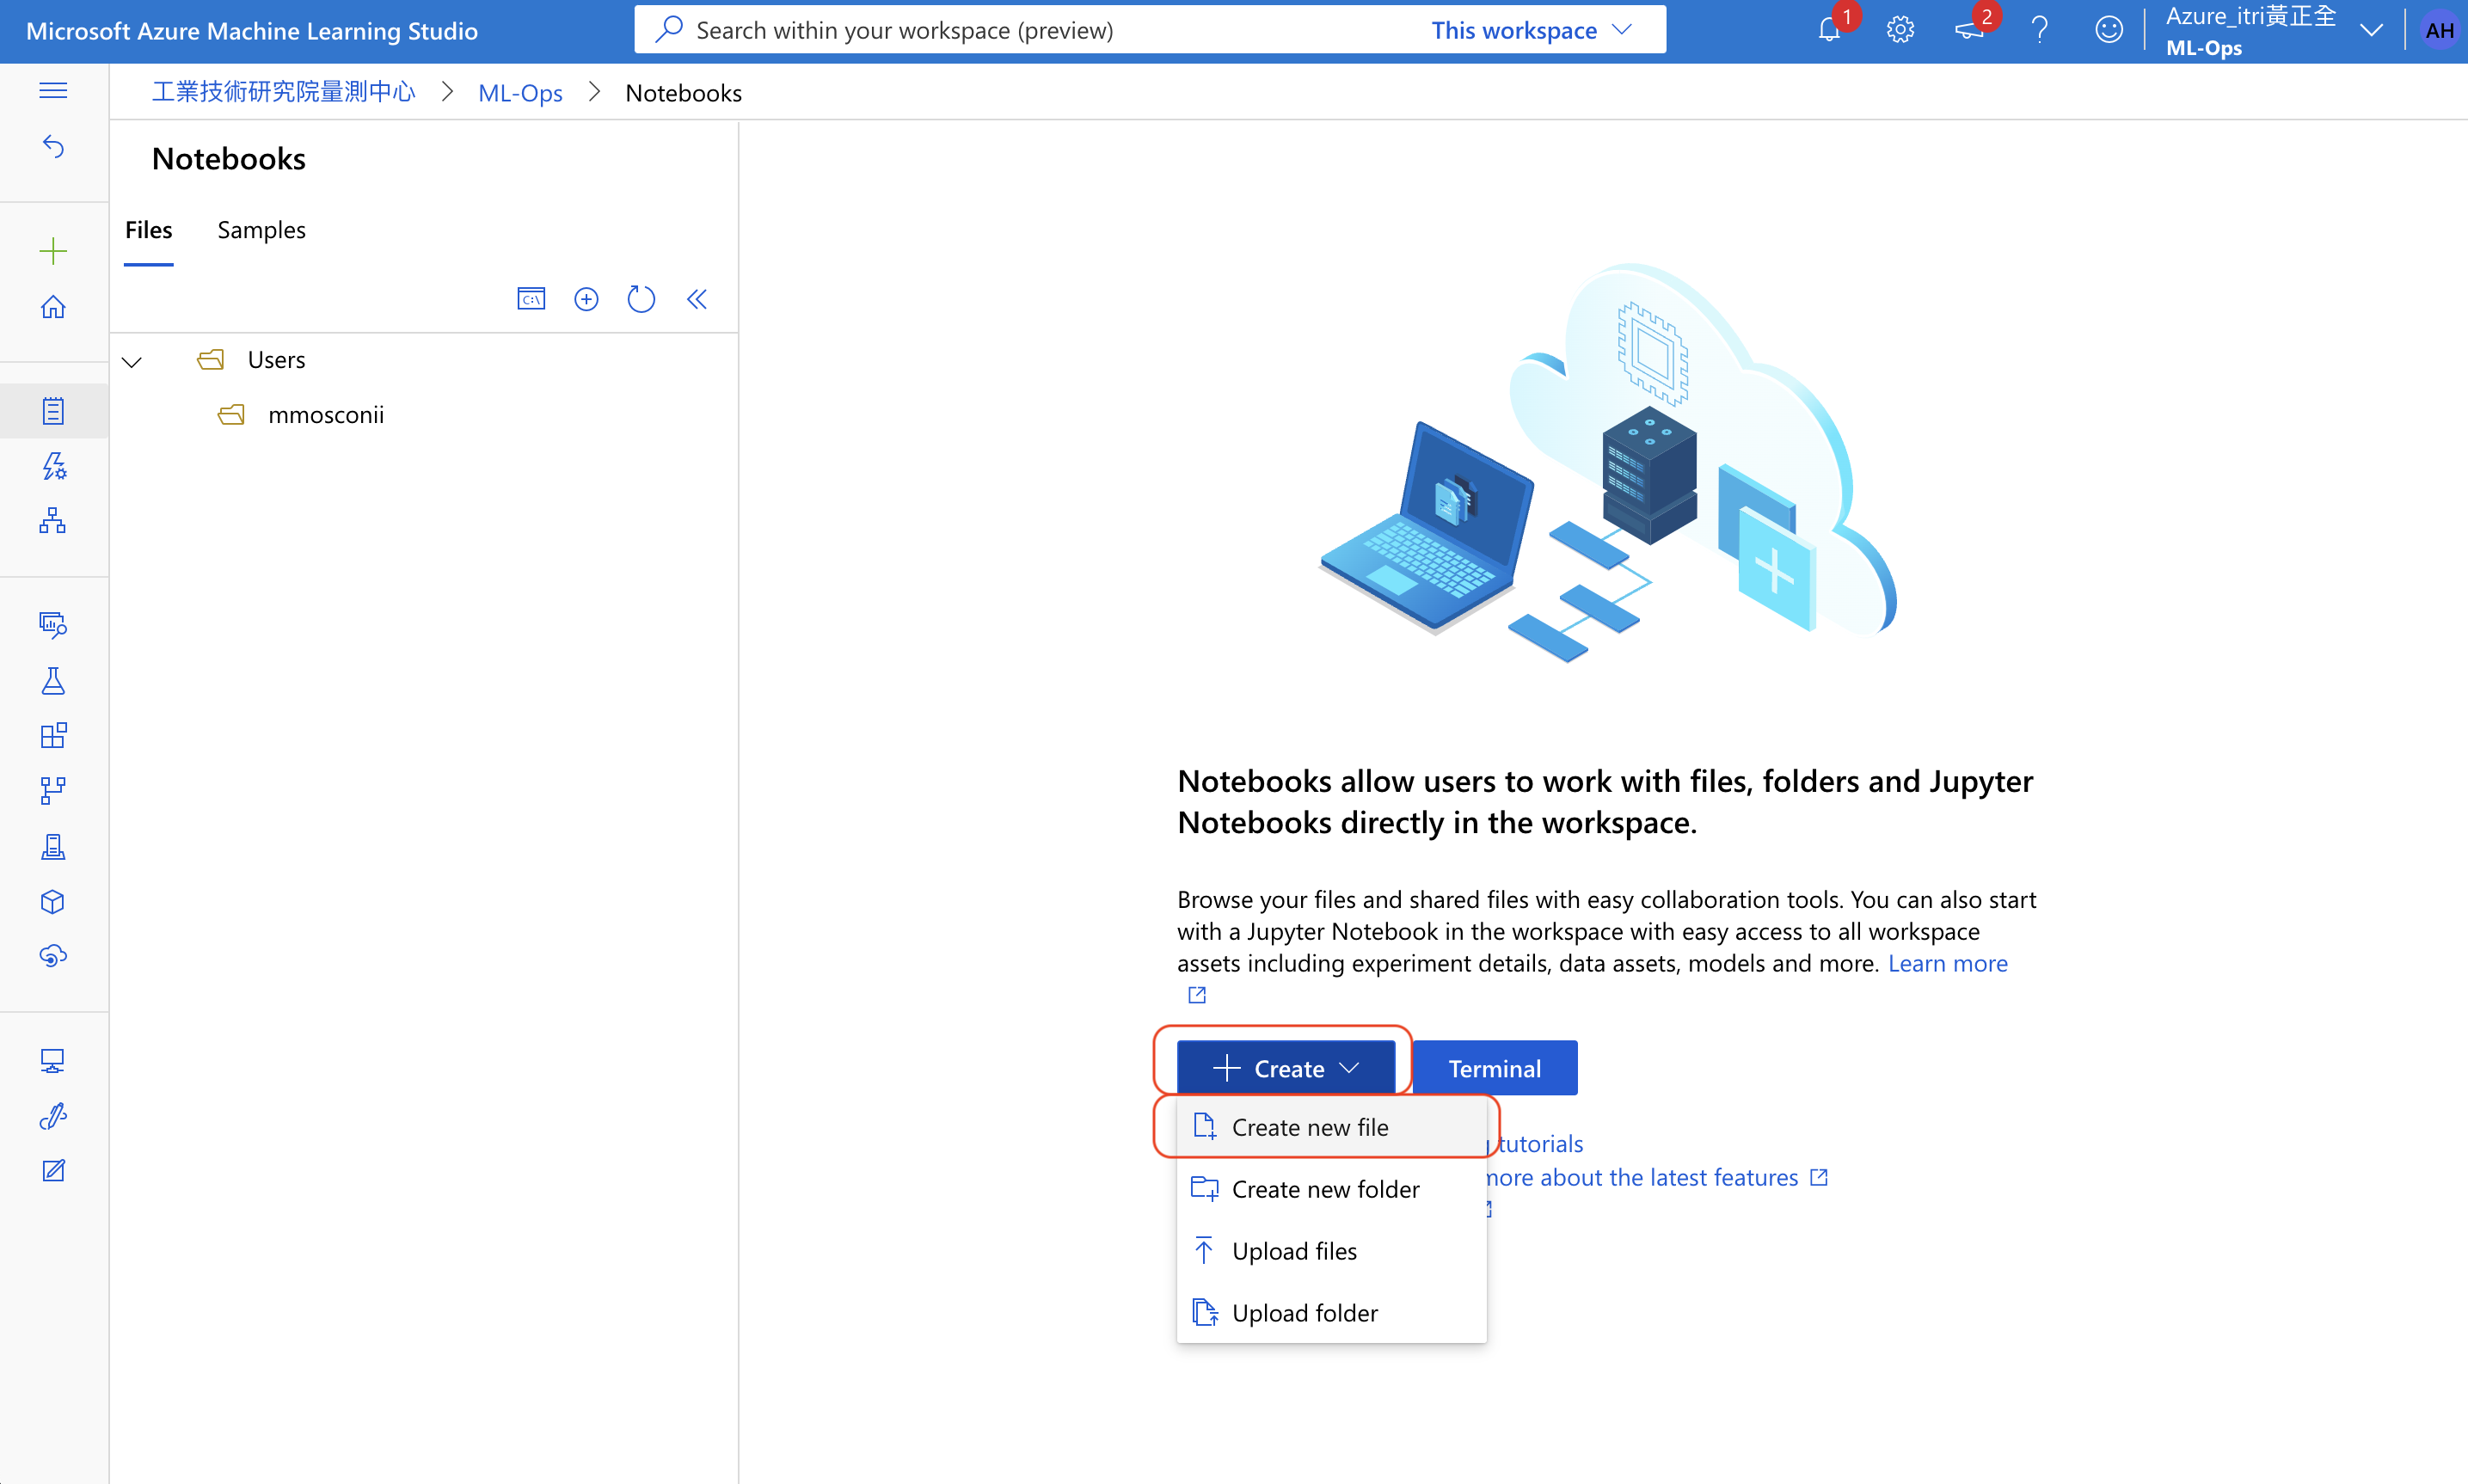 Microsoft Azure Machine Learning Studio
Search within your workspace (preview)
This workspace
1
2
Azure_itri黃正全
ML-Ops
AH
工業技術研究院量測中心
ML-Ops
Notebooks
Notebooks
Files
Samples
C:\
Users
mmosconii
Notebooks allow users to work with files, folders and Jupyter
Notebooks directly in the workspace.
Browse your files and shared files with easy collaboration tools. You can also start
with a Jupyter Notebook in the workspace with easy access to all workspace
assets including experiment details, data assets, models and more. Learn more
Create
Terminal
Create new file
tutorials
more about the latest features
Create new folder
Upload files
Upload folder